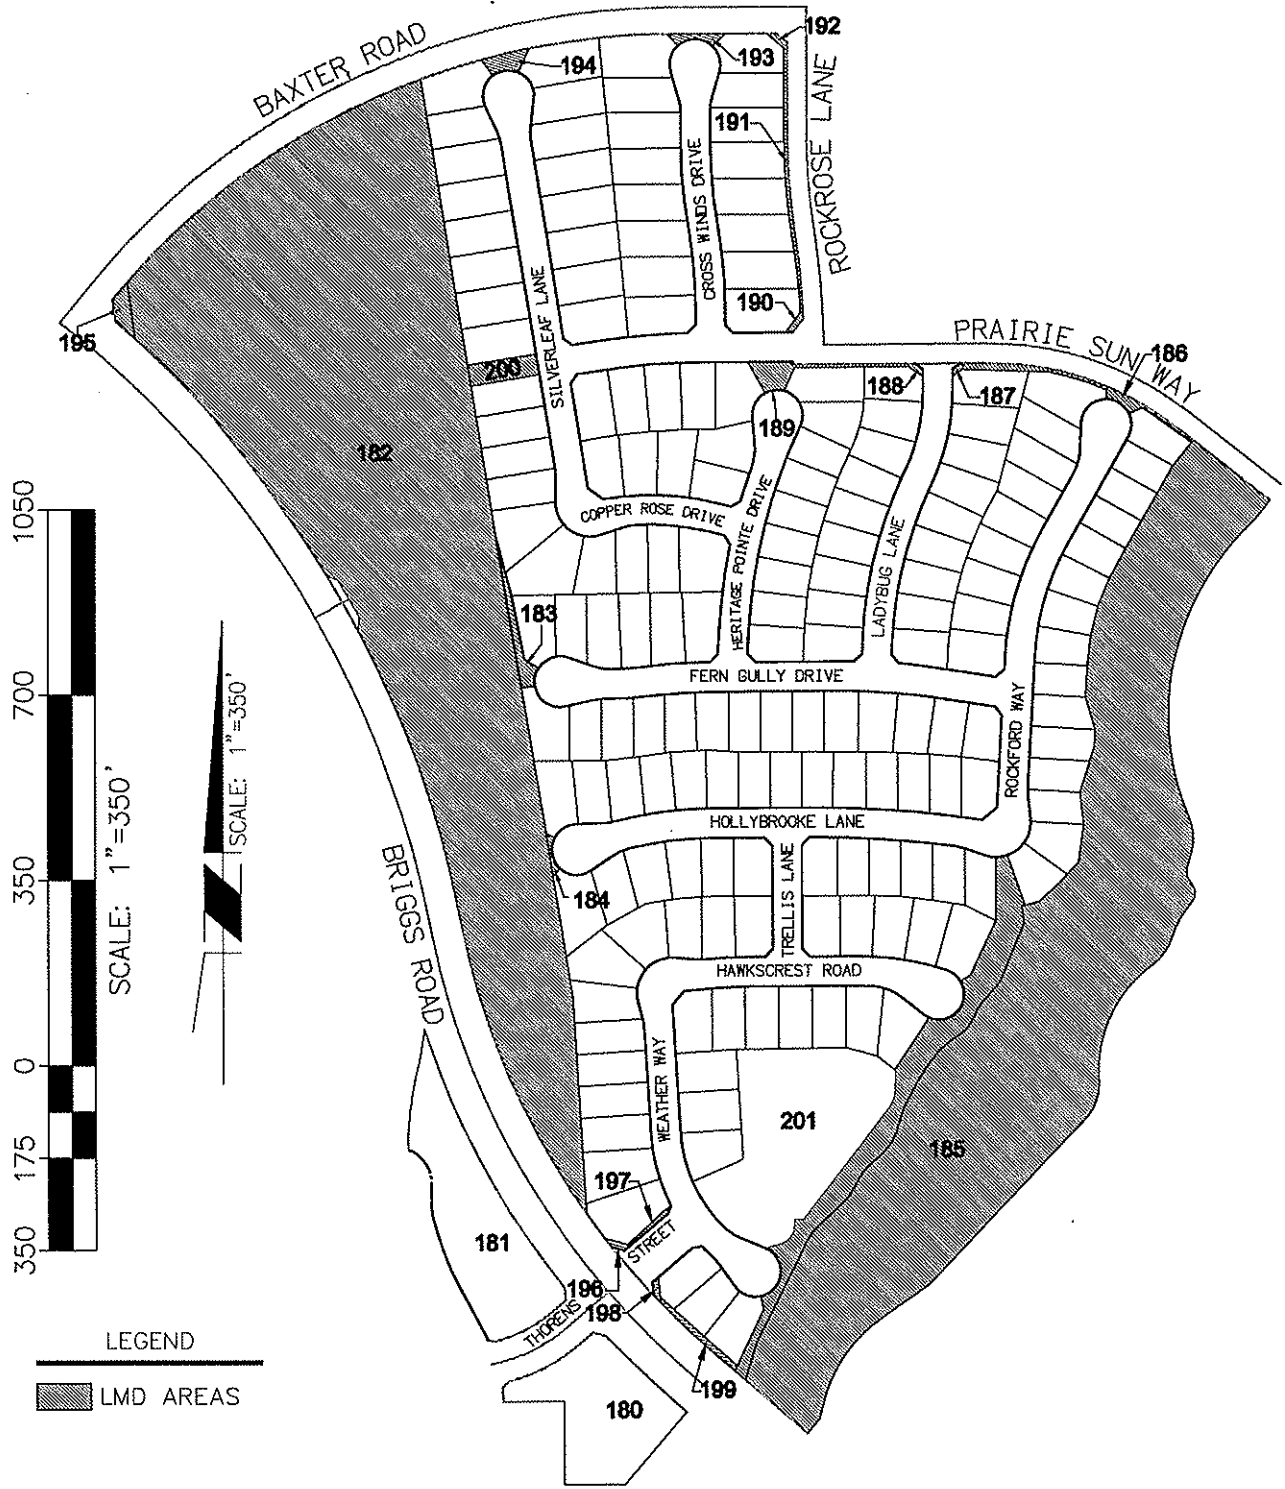 BAXTER ROAD
192
193
194
ROCKROSE LANE
191
CROSS WINDS DRIVE
SILVERLEAF LANE
190
195
PRAIRIE SUN WAY
186
200
188
187
189
182
COPPER ROSE DRIVE
HERITAGE POINTE DRIVE
LADYBUG LANE
183
FERN GULLY DRIVE
ROCKFORD WAY
1050
700
350
0
175
350
SCALE: 1"=350'
SCALE: 1"=350'
HOLLYBROOKE LANE
TRELLIS LANE
BRIGGS ROAD
184
HAWKSCREST ROAD
WEATHER WAY
201
185
197
181
STREET
196
198
THORENS
199
180
LEGEND
LMD AREAS